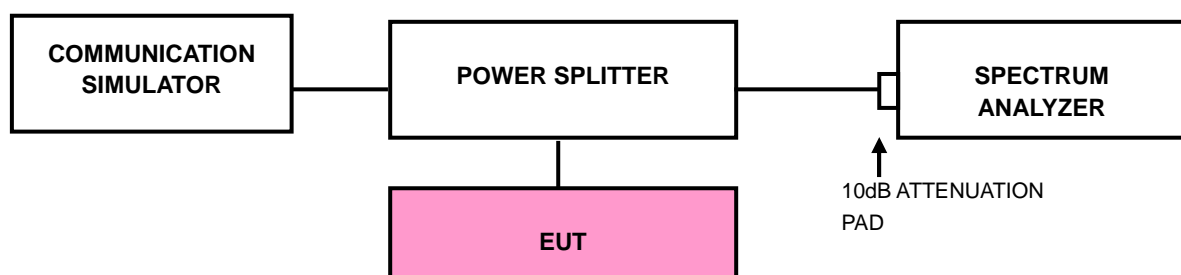 COMMUNICATION
SIMULATOR
POWER SPLITTER
SPECTRUM
ANALYZER
10dB ATTENUATION
PAD
EUT